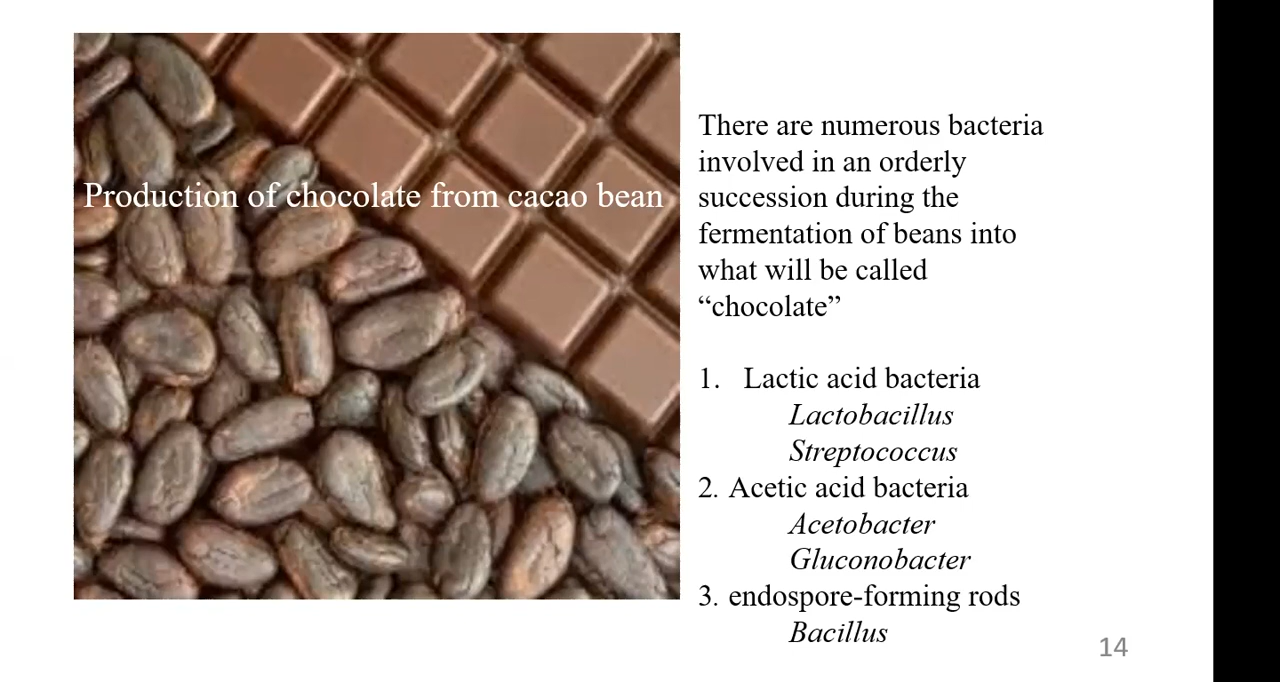 Production of chocolate from cacao bean
There are numerous bacteria
involved in an orderly
succession during the
fermentation of beans into
what will be called
“chocolate”
1. Lactic acid bacteria
Lactobacillus
Streptococcus
2. Acetic acid bacteria
Acetobacter
Gluconobacter
3. endospore-forming rods
Bacillus
14